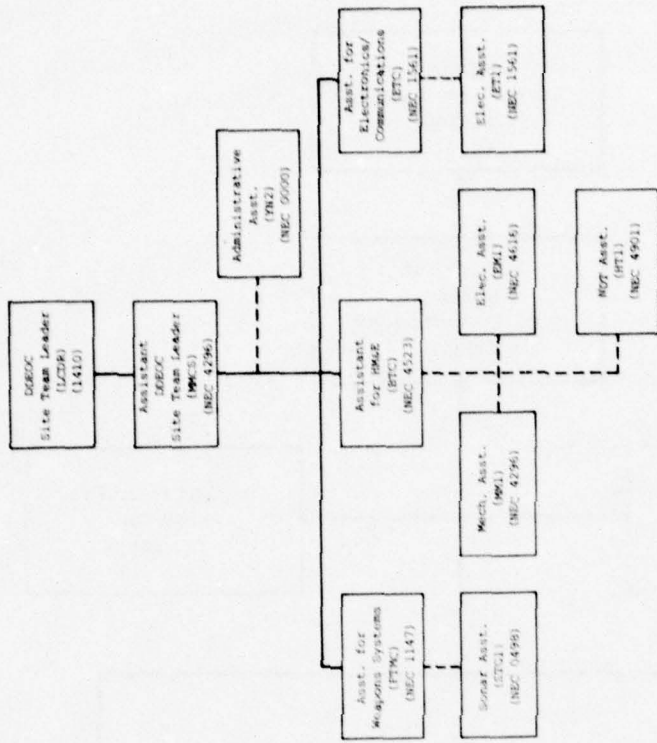 DDEOC
Site Team Leader
(LCDR)
(1410)
Assistant
DDEOC
Site Team Leader
(MMCS)
(NEC 4296)
Administrative
Asst.
(YN2)
(NEC 0000)
Asst. for
Weapons Systems
(FTMC)
(NEC 1147)
Assistant
for HM&E
(BTC)
(NEC 4523)
Asst. for
Electronics/
Communications
(ETC)
(NEC 1561)
Sonar Asst.
(STG1)
(NEC 0498)
Mech. Asst.
(MM1)
(NEC 4296)
Elec. Asst.
(EM1)
(NEC 4616)
Elec. Asst.
(ET1)
(NEC 1561)
NDT Asst.
(HT1)
(NEC 4901)